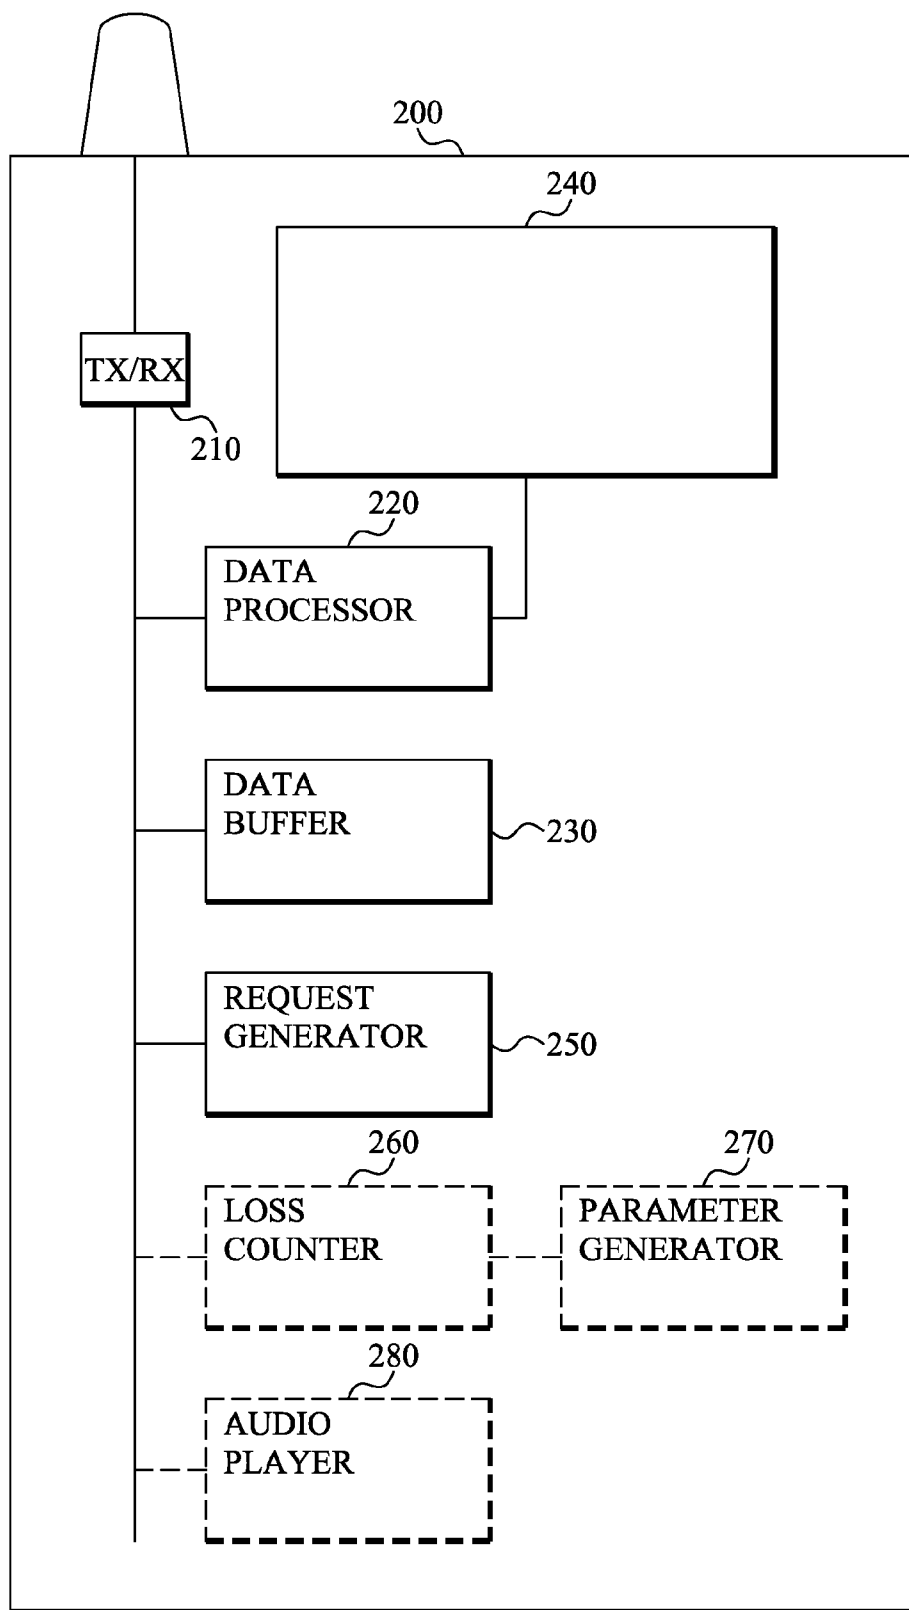 200
240
TX/RX
210
220
DATA
PROCESSOR
DATA
BUFFER
230
REQUEST
GENERATOR
250
260
LOSS
COUNTER
270
PARAMETER
GENERATOR
280
AUDIO
PLAYER